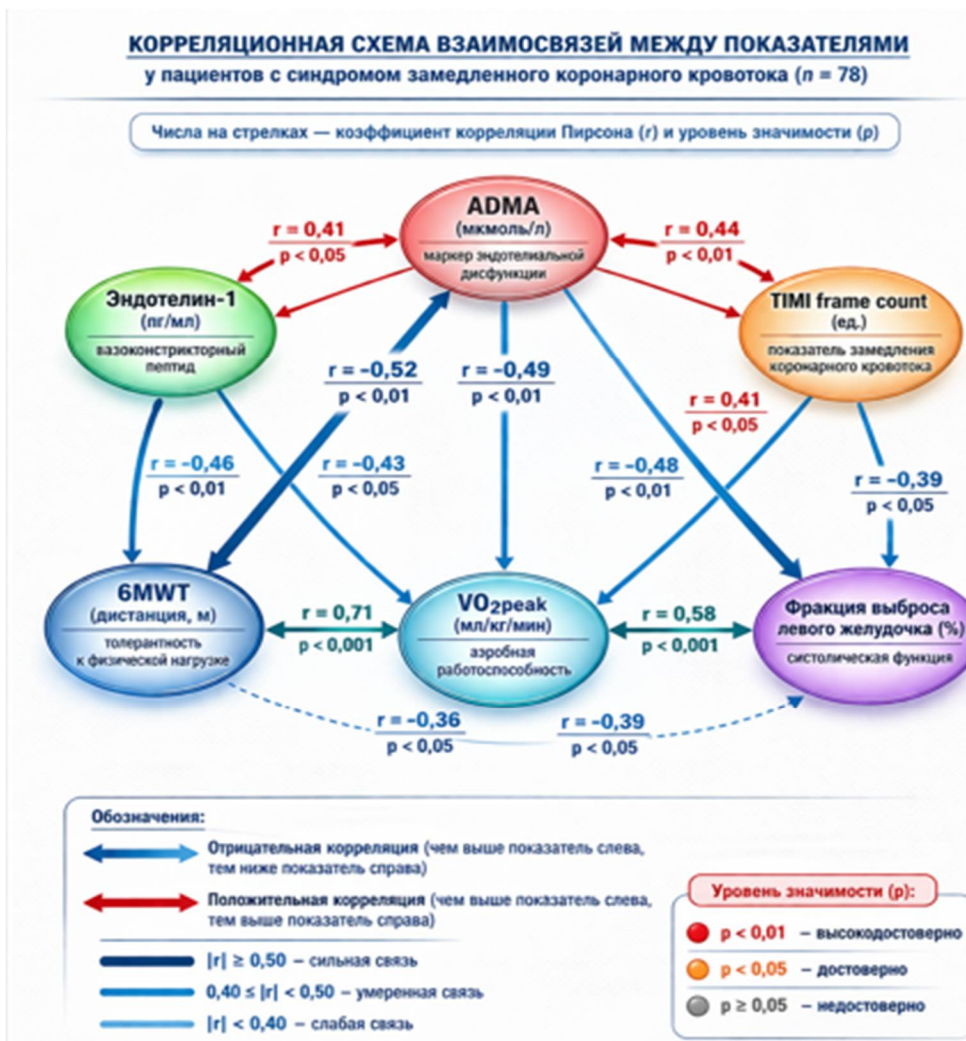 КОРРЕЛЯЦИОННАЯ СХЕМА ВЗАИМОСВЯЗЕЙ МЕЖДУ ПОКАЗАТЕЛЯМИ
у пациентов с синдромом замедленного коронарного кровотока (n = 78)
Числа на стрелках — коэффициент корреляции Пирсона (r) и уровень значимости (p)
ADMA
(мкмоль/л)
маркер эндотелиальной
дисфункции
r = 0,41
p < 0,05
r = 0,44
p < 0,01
Эндотелин-1
(пг/мл)
вазоконстрикторный
пептид
TIMI frame count
(ед.)
показатель замедления
коронарного кровотока
r = –0,52
p < 0,01
r = –0,49
p < 0,01
r = 0,41
p < 0,05
r = –0,46
p < 0,01
r = –0,43
p < 0,05
r = –0,48
p < 0,01
r = –0,39
p < 0,05
6MWT
(дистанция, м)
толерантность
к физической нагрузке
r = 0,71
p < 0,001
VO2peak
(мл/кг/мин)
аэробная
работоспособность
r = 0,58
p < 0,001
Фракция выброса
левого желудочка (%)
систолическая функция
r = –0,36
p < 0,05
r = –0,39
p < 0,05
Обозначения:
Отрицательная корреляция (чем выше показатель слева,
тем ниже показатель справа)
Положительная корреляция (чем выше показатель слева,
тем выше показатель справа)
|r| ≥ 0,50 – сильная связь
0,40 ≤ |r| < 0,50 – умеренная связь
|r| < 0,40 – слабая связь
Уровень значимости (p):
p < 0,01 – высокодостоверно
p < 0,05 – достоверно
p ≥ 0,05 – недостоверно